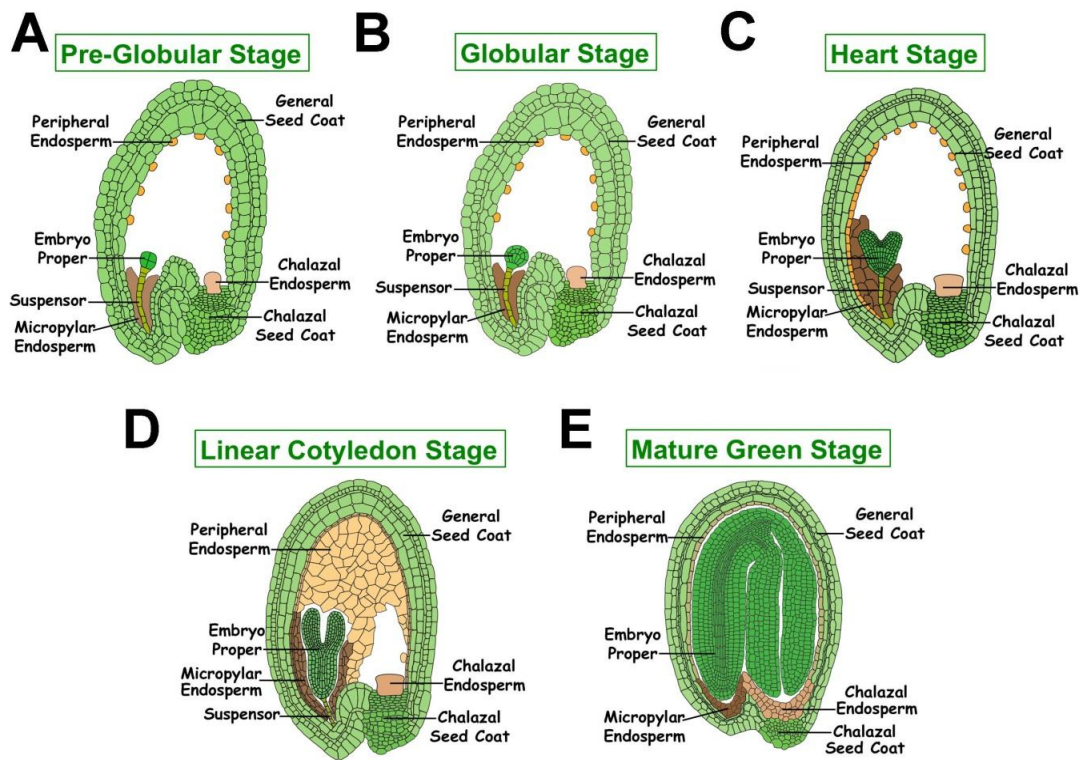 A
Pre-Globular Stage
General
Seed Coat
Peripheral
Endosperm
Embryo
Proper
Chalazal
Endosperm
Suspensor
Micropylar
Endosperm
Chalazal
Seed Coat
B
Globular Stage
Peripheral
Endosperm
General
Seed Coat
Embryo
Proper
Chalazal
Endosperm
Suspensor
Micropylar
Endosperm
Chalazal
Seed Coat
C
Heart Stage
Peripheral
Endosperm
General
Seed Coat
Embryo
Proper
Chalazal
Endosperm
Suspensor
Micropylar
Endosperm
Chalazal
Seed Coat
D
Linear Cotyledon Stage
Peripheral
Endosperm
General
Seed Coat
Embryo
Proper
Micropylar
Endosperm
Chalazal
Endosperm
Suspensor
Chalazal
Seed Coat
E
Mature Green Stage
Peripheral
Endosperm
General
Seed Coat
Embryo
Proper
Micropylar
Endosperm
Chalazal
Endosperm
Chalazal
Seed Coat